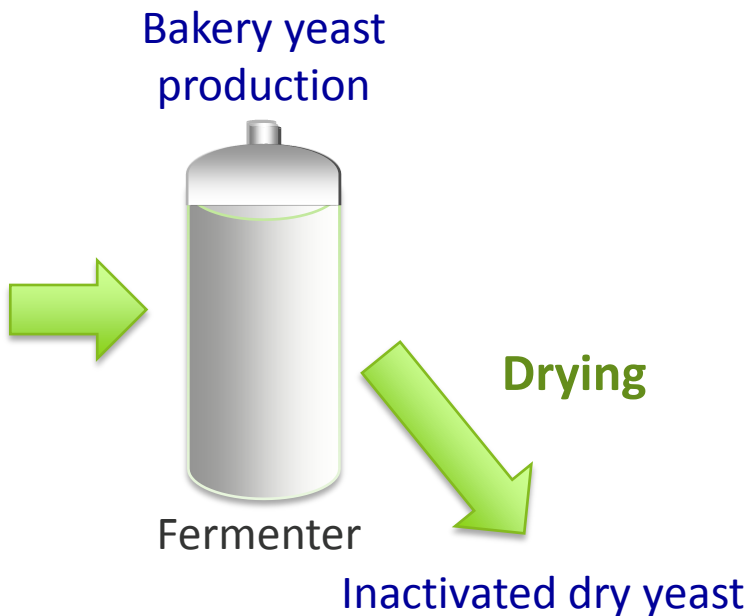 Bakery yeast
production
Drying
Fermenter
Inactivated dry yeast